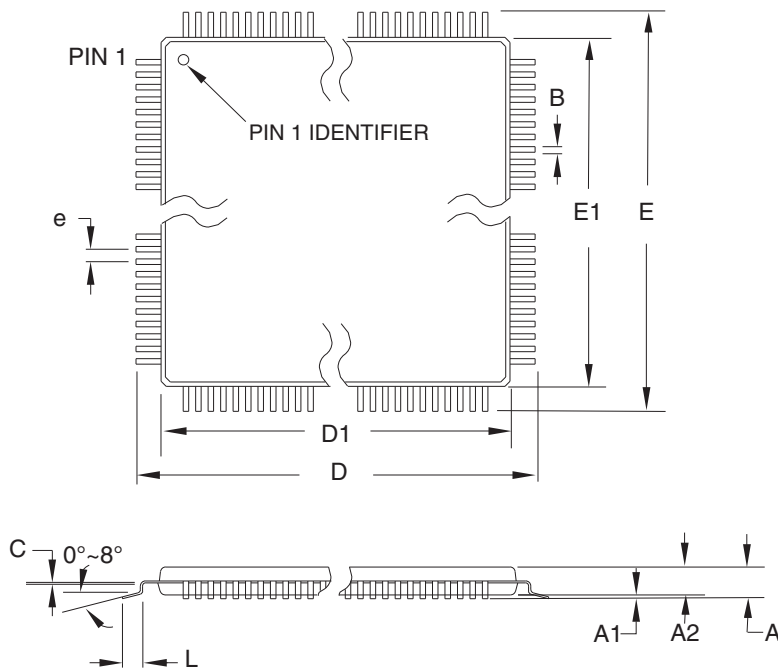 PIN 1
PIN 1 IDENTIFIER
B
e
E1
E
D1
D
C
0°~8°
L
A1
A2
A